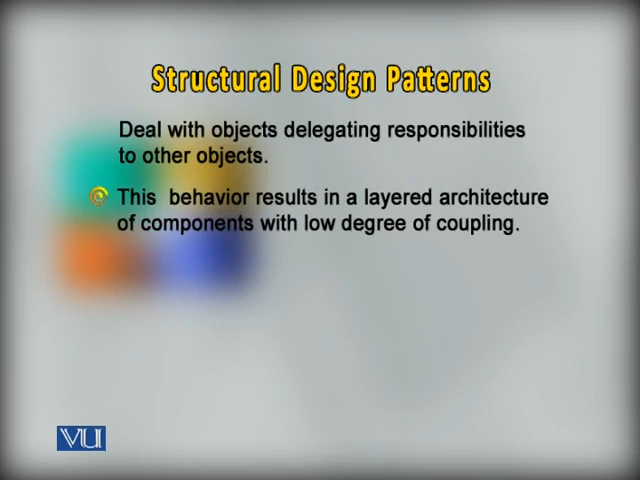 Structural Design Patterns
Deal with objects delegating responsibilities
to other objects.
This  behavior results in a layered architecture
of components with low degree of coupling.
VU